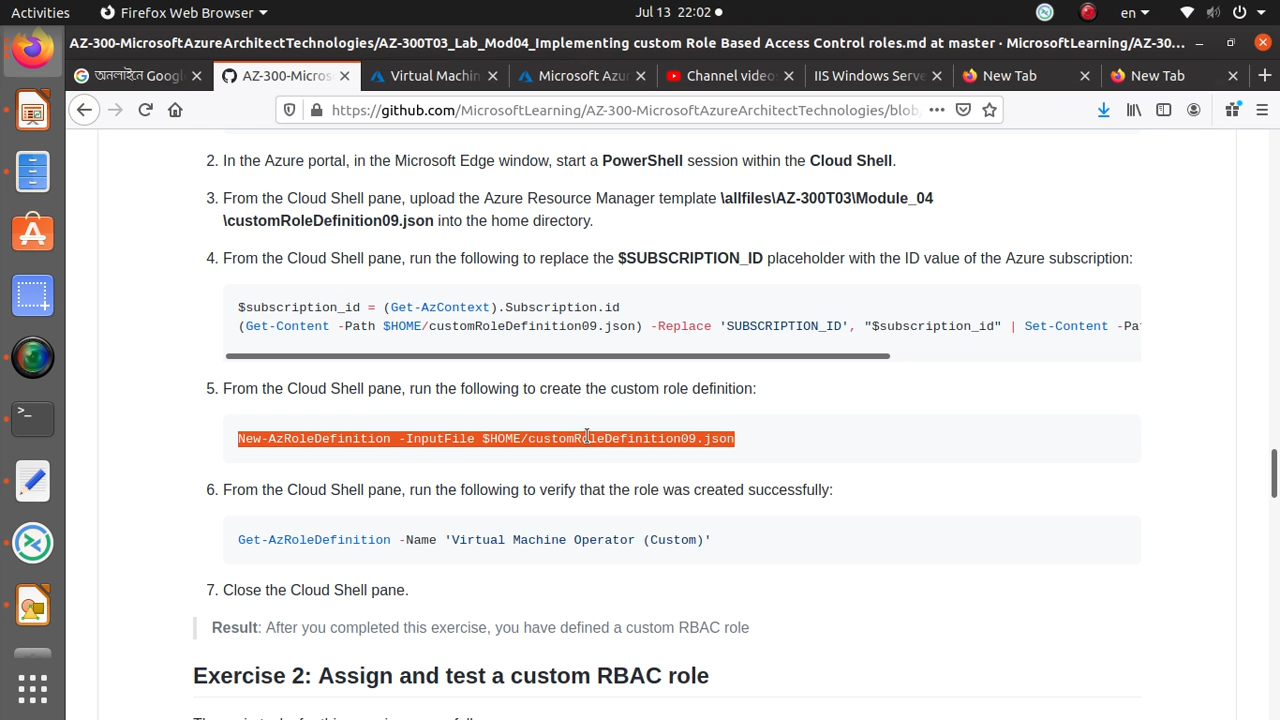 Activities
Firefox Web Browser
Jul 13 22:02
en
AZ-300-MicrosoftAzureArchitectTechnologies/AZ-300T03_Lab_Mod04_Implementing custom Role Based Access Control roles.md at master · MicrosoftLearning/AZ-30...
অনলাইন Googl
AZ-300-Micros
Virtual Machin
Microsoft Azu
Channel video
IIS Windows Serve
New Tab
New Tab
https://github.com/MicrosoftLearning/AZ-300-MicrosoftAzureArchitectTechnologies/blob
2. In the Azure portal, in the Microsoft Edge window, start a PowerShell session within the Cloud Shell.
3. From the Cloud Shell pane, upload the Azure Resource Manager template \allfiles\AZ-300T03\Module_04
\customRoleDefinition09.json into the home directory.
4. From the Cloud Shell pane, run the following to replace the $SUBSCRIPTION_ID placeholder with the ID value of the Azure subscription:
$subscription_id = (Get-AzContext).Subscription.id
(Get-Content -Path $HOME/customRoleDefinition09.json) -Replace 'SUBSCRIPTION_ID', "$subscription_id" | Set-Content -Pat
5. From the Cloud Shell pane, run the following to create the custom role definition:
New-AzRoleDefinition -InputFile $HOME/customRoleDefinition09.json
6. From the Cloud Shell pane, run the following to verify that the role was created successfully:
Get-AzRoleDefinition -Name 'Virtual Machine Operator (Custom)'
7. Close the Cloud Shell pane.
Result: After you completed this exercise, you have defined a custom RBAC role
Exercise 2: Assign and test a custom RBAC role